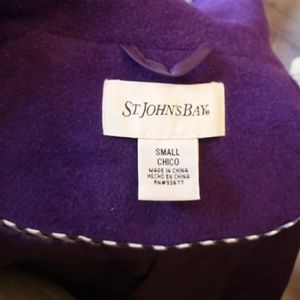 ST. JOHN'S BAY®
SMALL
CHICO
MADE IN CHINA
HECHO EN CHINA
RN#93677